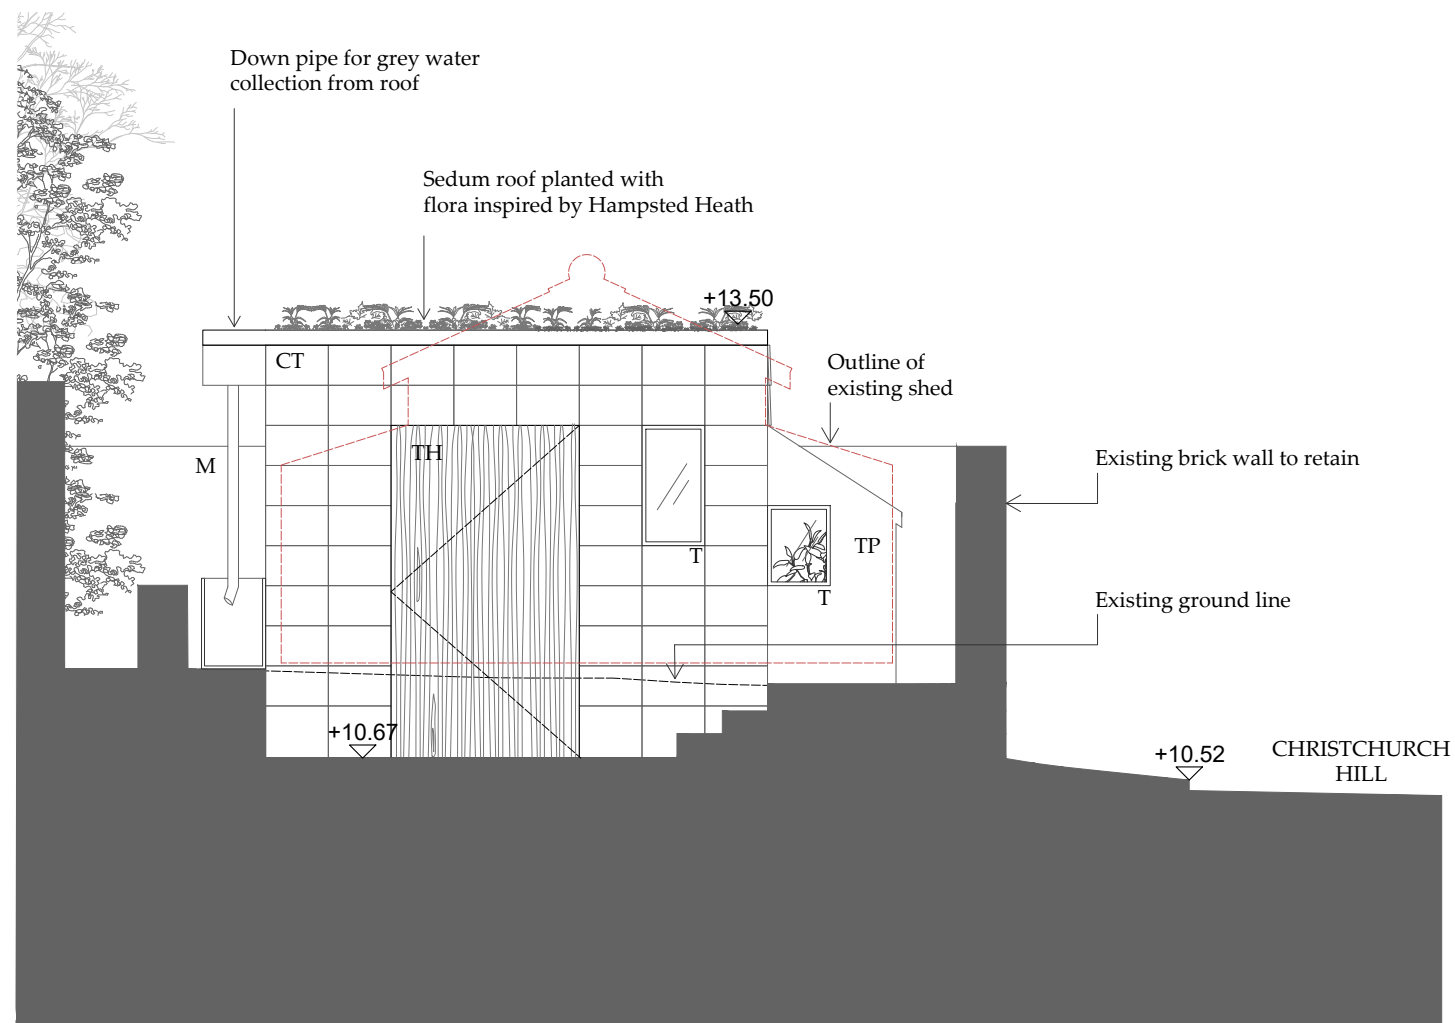 Down pipe for grey water
collection from roof
Sedum roof planted with
flora inspired by Hampsted Heath
+13.50
CT
Outline of
existing shed
TH
M
Existing brick wall to retain
T
TP
T
Existing ground line
+10.67
+10.52
CHRISTCHURCH
HILL